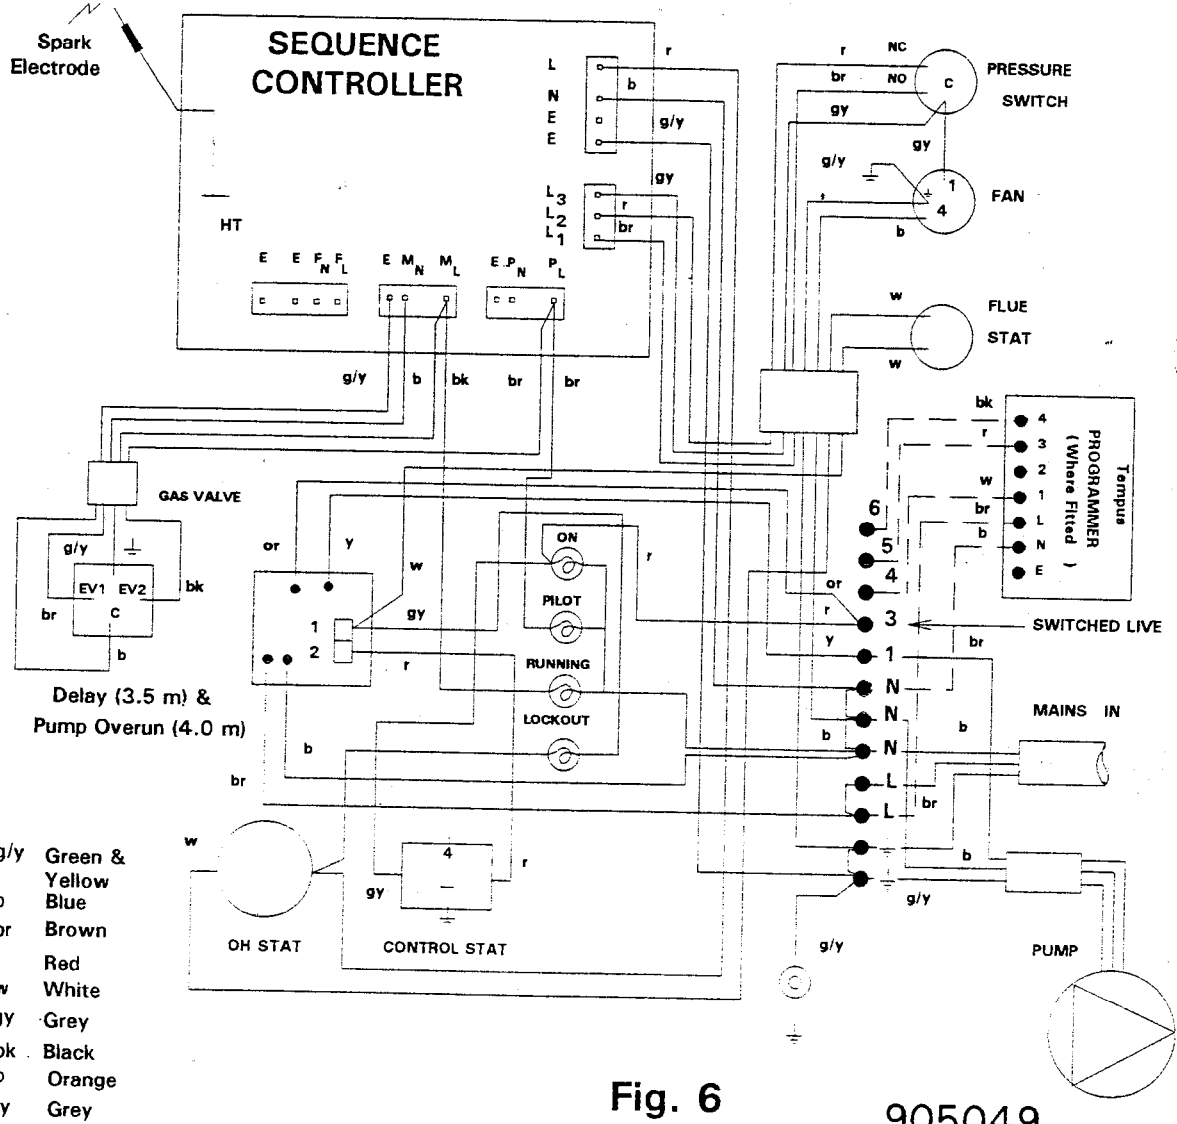 Spark
Electrode
SEQUENCE
CONTROLLER
HT
L
N
E
E
L3
L2
L1
E E FN FL
E MN ML
E PN PL
r
b
g/y
gy
r
br
r NC
br NO
gy
C
PRESSURE
SWITCH
gy
g/y
1
4
b
FAN
w
w
FLUE
STAT
g/y b bk br br
GAS VALVE
g/y
EV1 EV2
C
br
bk
b
Delay (3.5 m) &
Pump Overun (4.0 m)
or
y
w
gy
1
2
r
b
br
ON
PILOT
RUNNING
LOCKOUT
r
bk
r
w
br
b
4
3
2
1
L
N
E
Tempus
PROGRAMMER
(Where Fitted )
6
5
4
3
1
N
N
N
L
L
or
r
y
b
SWITCHED LIVE
br
MAINS IN
b
br
b
g/y
g/y
PUMP
w
OH STAT
4
gy
r
CONTROL STAT
g/y Green &
Yellow
Blue
br Brown
Red
w White
gy Grey
bk Black
Orange
y Grey
Fig. 6
905049